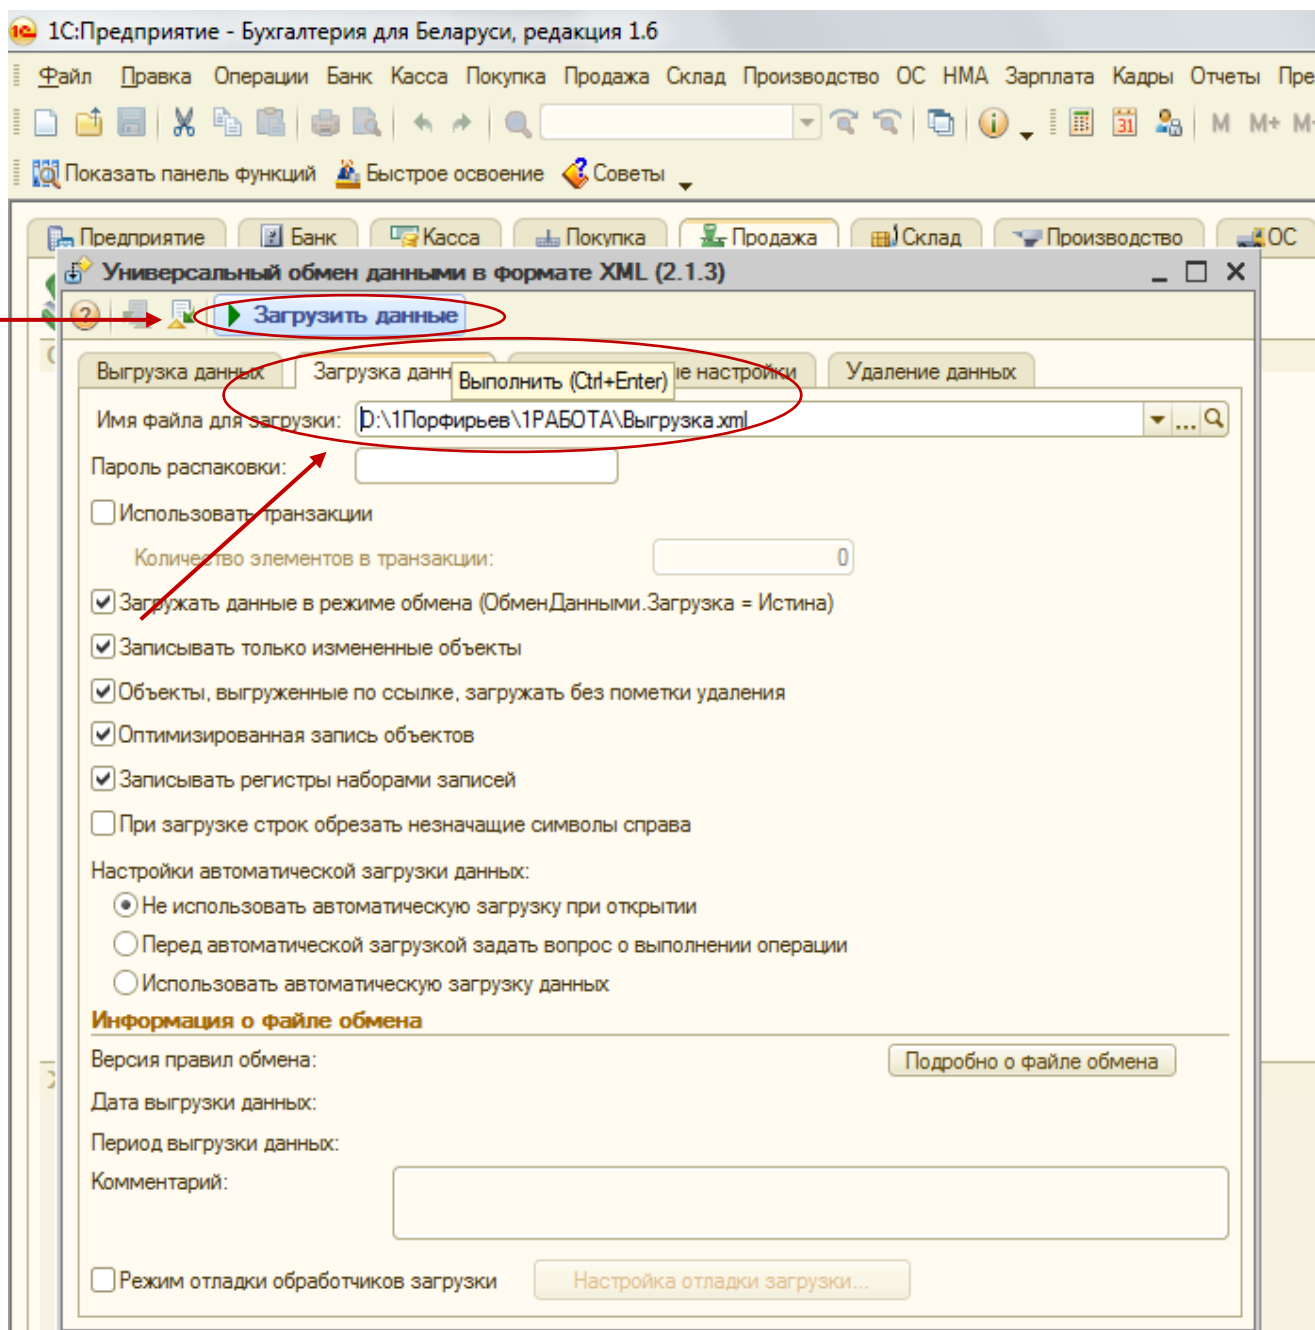 1С:Предприятие - Бухгалтерия для Беларуси, редакция 1.6
Файл Правка Операции Банк Касса Покупка Продажа Склад Производство ОС НМА Зарплата Кадры Отчеты Пре
31 M M+ M-
Показать панель функций Быстрое освоение Советы
Предприятие Банк Касса Покупка Продажа Склад Производство ОС
Универсальный обмен данными в формате XML (2.1.3)
Загрузить данные
Выгрузка данных Загрузка данн е настройки Удаление данных
Выполнить (Ctrl+Enter)
Имя файла для загрузки: D:\1Порфирьев\1РАБОТА\Выгрузка.xml
Пароль распаковки:
Использовать транзакции
Количество элементов в транзакции: 0
Загружать данные в режиме обмена (ОбменДанными.Загрузка = Истина)
Записывать только измененные объекты
Объекты, выгруженные по ссылке, загружать без пометки удаления
Оптимизированная запись объектов
Записывать регистры наборами записей
При загрузке строк обрезать незначащие символы справа
Настройки автоматической загрузки данных:
Не использовать автоматическую загрузку при открытии
Перед автоматической загрузкой задать вопрос о выполнении операции
Использовать автоматическую загрузку данных
Информация о файле обмена
Версия правил обмена: Подробно о файле обмена
Дата выгрузки данных:
Период выгрузки данных:
Комментарий:
Режим отладки обработчиков загрузки Настройка отладки загрузки...